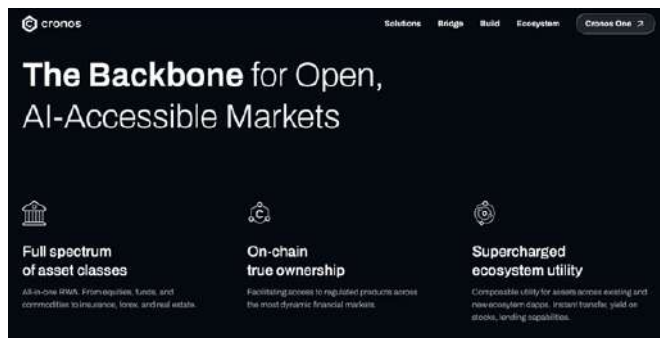 cronos
Solutions Bridge Build Ecosystem Cronos One
The Backbone for Open,
AI-Accessible Markets
Full spectrum
of asset classes
All-in-one RWA. From equities, funds, and
commodities to insurance, forex, and real estate.
On-chain
true ownership
Facilitating access to regulated products across
the most dynamic financial markets.
Supercharged
ecosystem utility
Composable utility for assets across existing and
new ecosystem dapps. Instant transfer, yield on
stocks, lending capabilities.